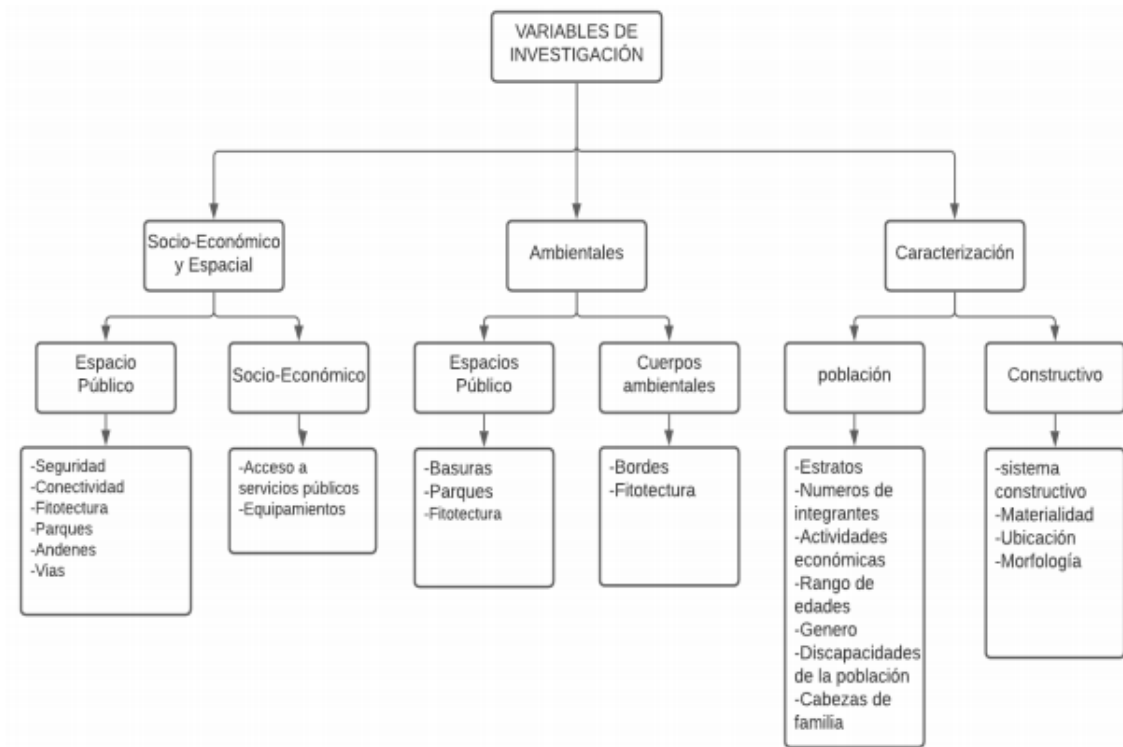 VARIABLES DE
INVESTIGACIÓN
Socio-Económico
y Espacial
Ambientales
Caracterización
Espacio
Público
Socio-Económico
Espacios
Público
Cuerpos
ambientales
población
Constructivo
-Seguridad
-Conectividad
-Fitotectura
-Parques
-Andenes
-Vias
-Acceso a
servicios públicos
-Equipamientos
-Basuras
-Parques
-Fitotectura
-Bordes
-Fitotectura
-Estratos
-Numeros de
integrantes
-Actividades
económicas
-Rango de
edades
-Genero
-Discapacidades
de la población
-Cabezas de
familia
-sistema
constructivo
-Materialidad
-Ubicación
-Morfología